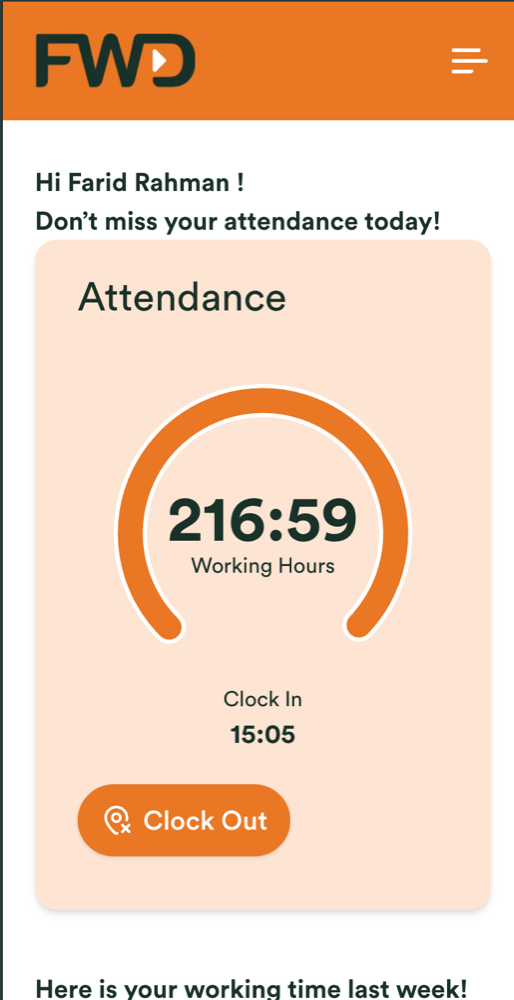 FWD
Hi Farid Rahman !
Don’t miss your attendance today!
Attendance
216:59
Working Hours
Clock In
15:05
Clock Out
Here is your working time last week!